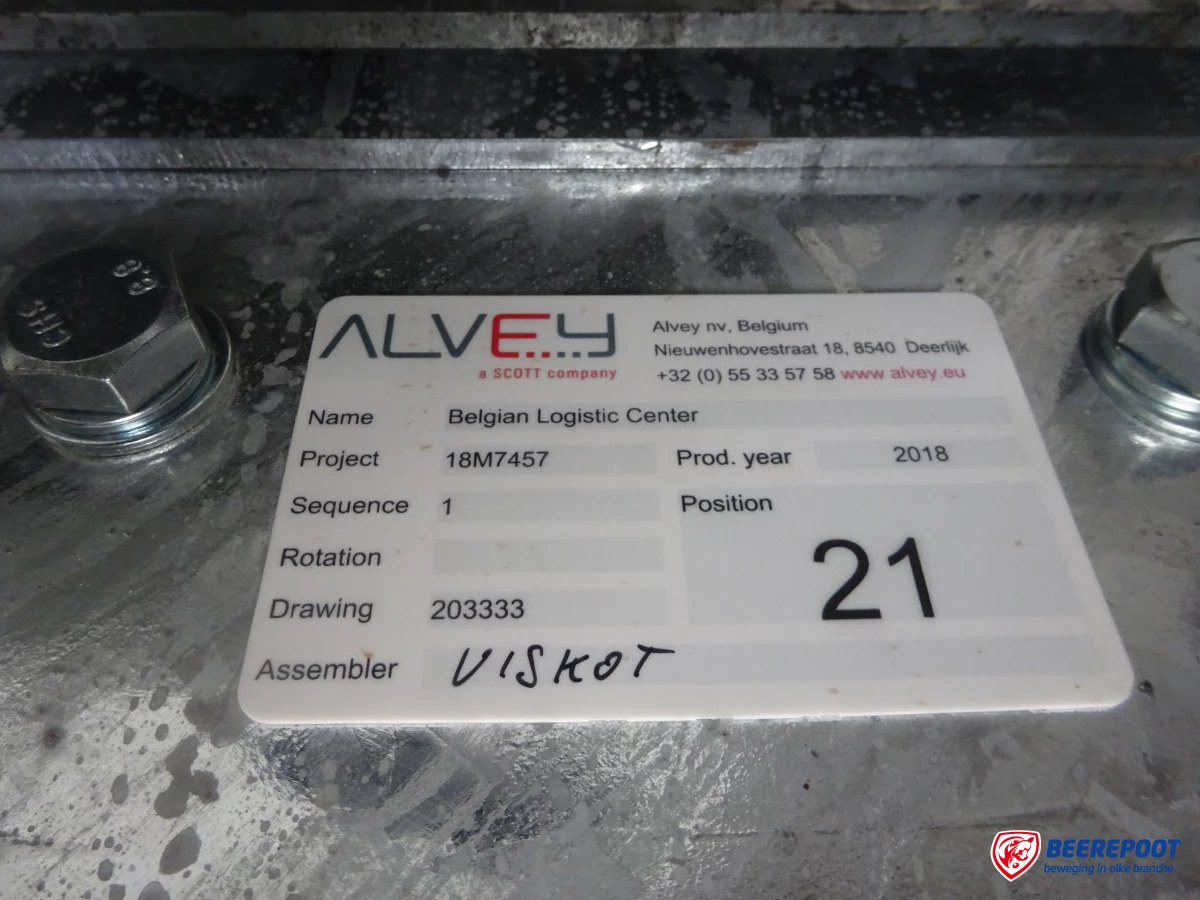 CHS
88
ALVEY
a SCOTT company
Alvey nv, Belgium
Nieuwenhovestraat 18, 8540 Deerlijk
+32 (0) 55 33 57 58 www alvey.eu
Name Belgian Logistic Center
Project 18M7457 Prod. year 2018
Sequence 1 Position
21
Rotation
Drawing 203333
Assembler VISKOT
BEEREPOOT
beweging in elke branche